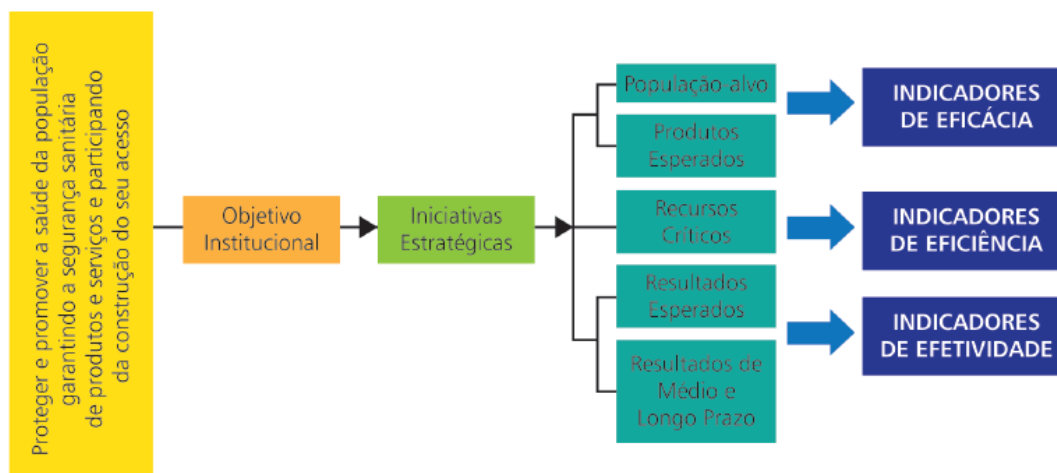 Proteger e promover a saúde da população
garantindo a segurança sanitária
de produtos e serviços e participando
da construção do seu acesso
Objetivo
Institucional
Iniciativas
Estratégicas
População-alvo
Produtos
Esperados
Recursos
Críticos
Resultados
Esperados
Resultados de
Médio e
Longo Prazo
INDICADORES
DE EFICÁCIA
INDICADORES
DE EFICIÊNCIA
INDICADORES
DE EFETIVIDADE